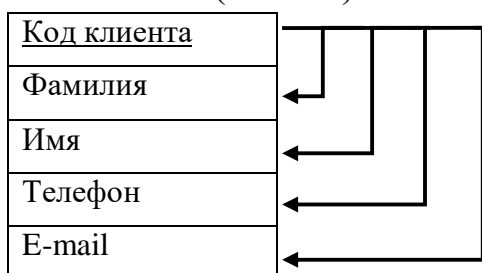 Код клиента
Фамилия
Имя
Телефон
E-mail